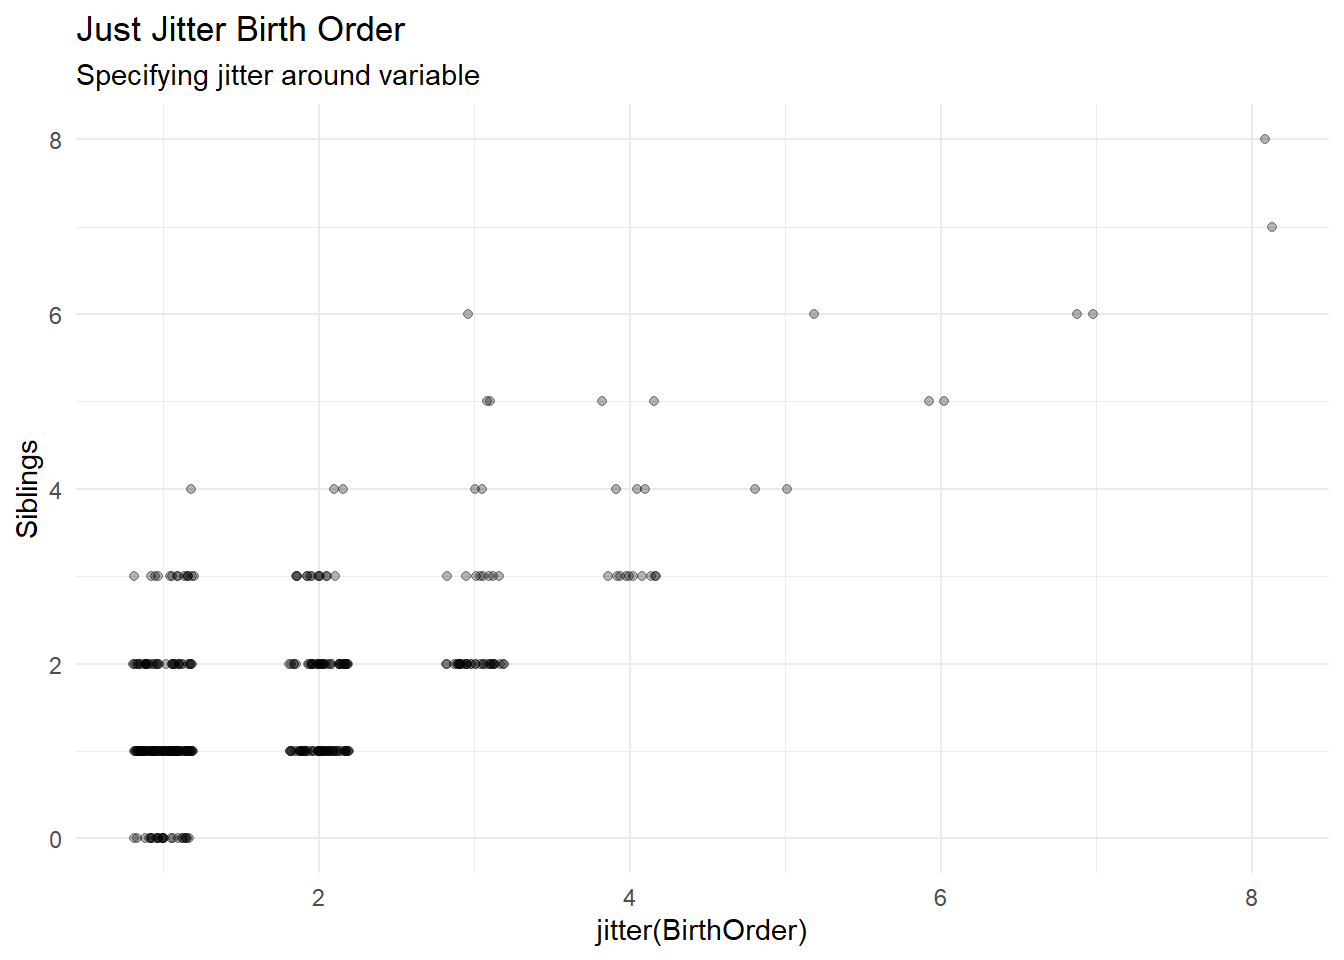 Just Jitter Birth Order
Specifying jitter around variable
8
6
4
2
0
Siblings
2 4 6 8
jitter(BirthOrder)